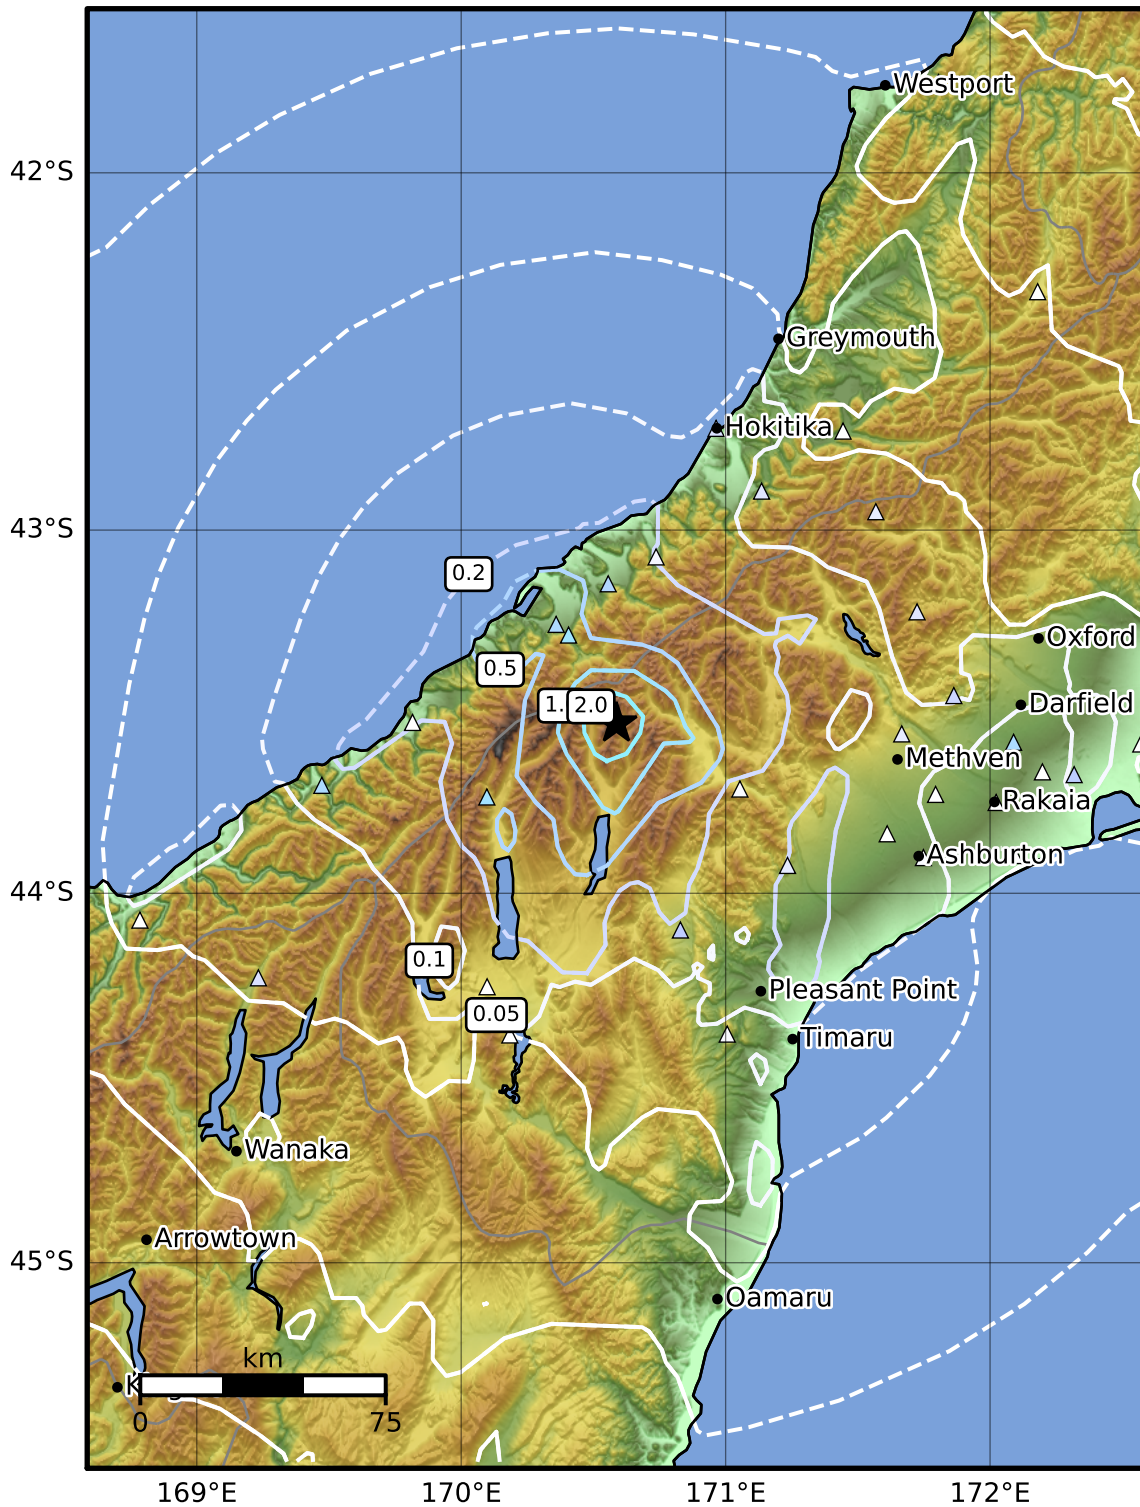 Westport
42°S
Greymouth
Hokitika
43°S
0.2
Oxford
0.5
1.
2.0
Darfield
Methven
Rakaia
Ashburton
44°S
0.1
Pleasant Point
0.05
Timaru
Wanaka
Arrowtown
45°S
Oamaru
km
0
75
169°E
170°E
171°E
172°E